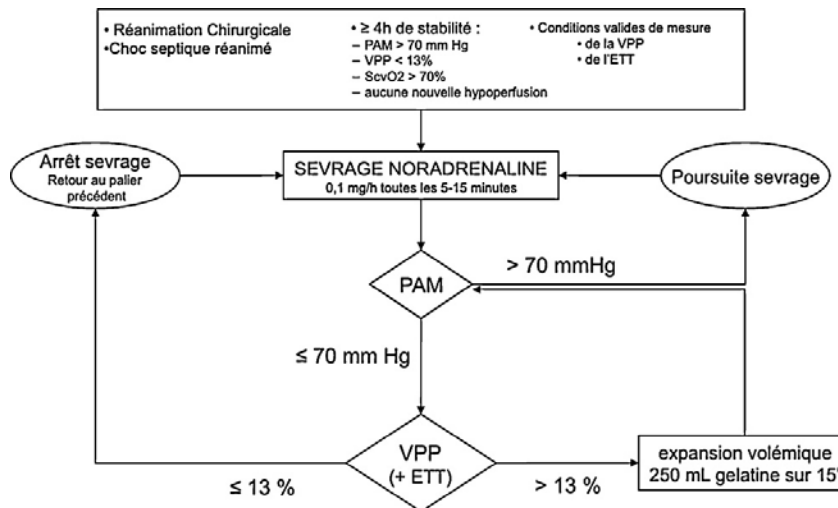 • Réanimation Chirurgicale
•Choc septique réanimé
• ≥ 4h de stabilité :
– PAM > 70 mm Hg
– VPP < 13%
– ScvO2 > 70%
– aucune nouvelle hypoperfusion
• Conditions valides de mesure
• de la VPP
• de l'ETT
Arrêt sevrage
Retour au palier
précédent
SEVRAGE NORADRENALINE
0,1 mg/h toutes les 5-15 minutes
Poursuite sevrage
PAM
> 70 mmHg
≤ 70 mm Hg
VPP
(+ ETT)
≤ 13 %
> 13 %
expansion volémique
250 mL gelatine sur 15'